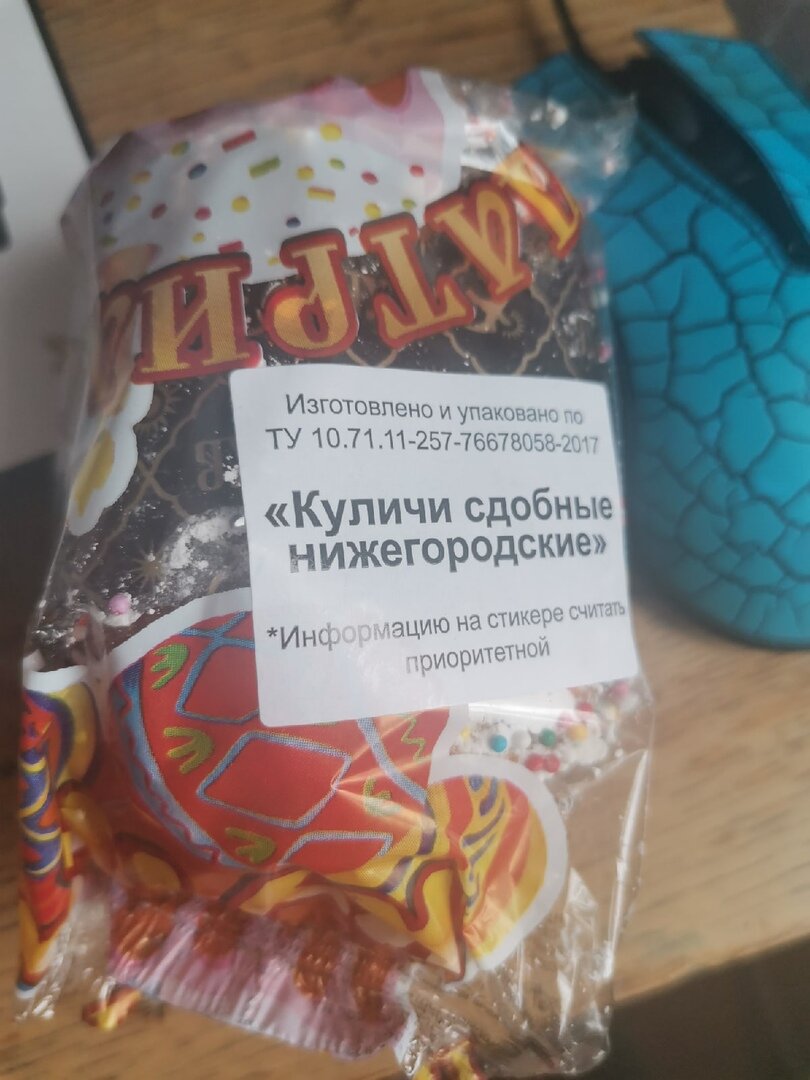 Изготовлено и упаковано по
ТУ 10.71.11-257-76678058-2017
«Куличи сдобные
нижегородские»
*Информацию на стикере считать
приоритетной